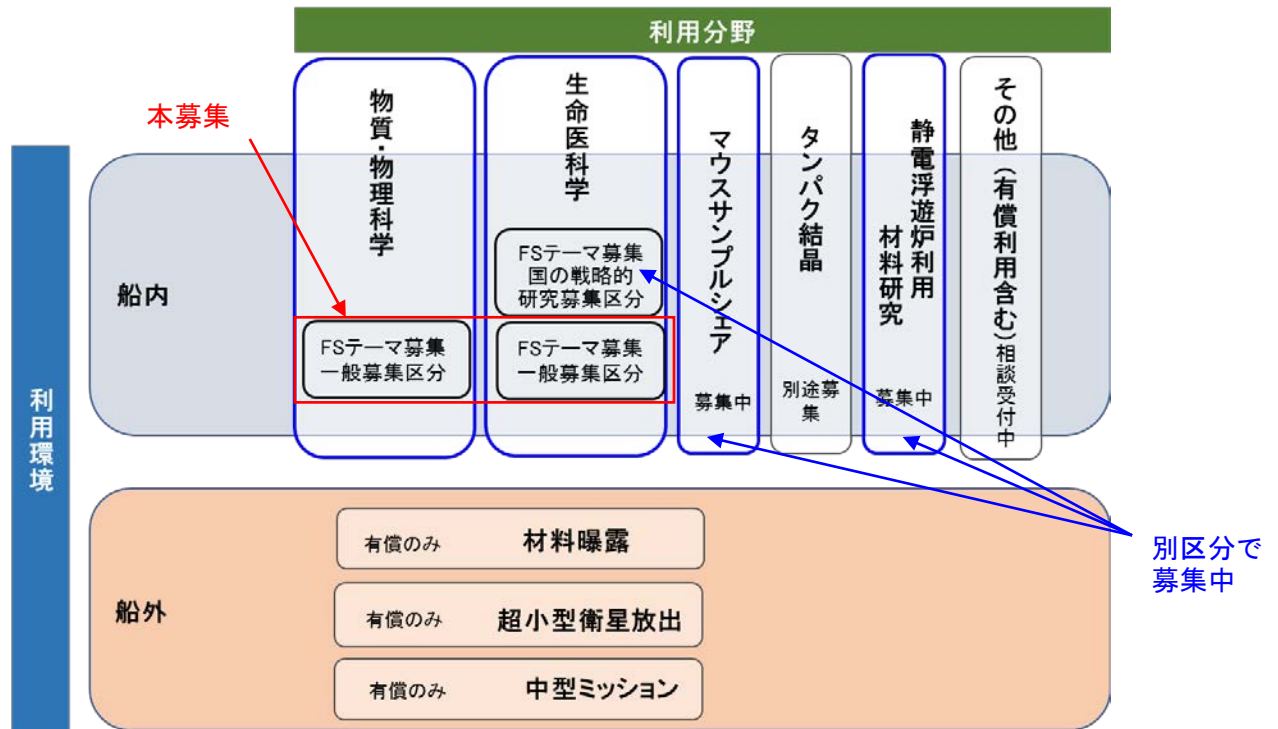 利用分野
本募集
物質・物理科学
生命医科学
マウスサンプルシェア
タンパク結晶
静電浮遊炉利用
材料研究
その他（有償利用含む）相談受付中
利用環境
船内
FSテーマ募集
国の戦略的
研究募集区分
FSテーマ募集
一般募集区分
FSテーマ募集
一般募集区分
募集中
別途募
集
募集中
別区分で
募集中
船外
有償のみ 材料曝露
有償のみ 超小型衛星放出
有償のみ 中型ミッション